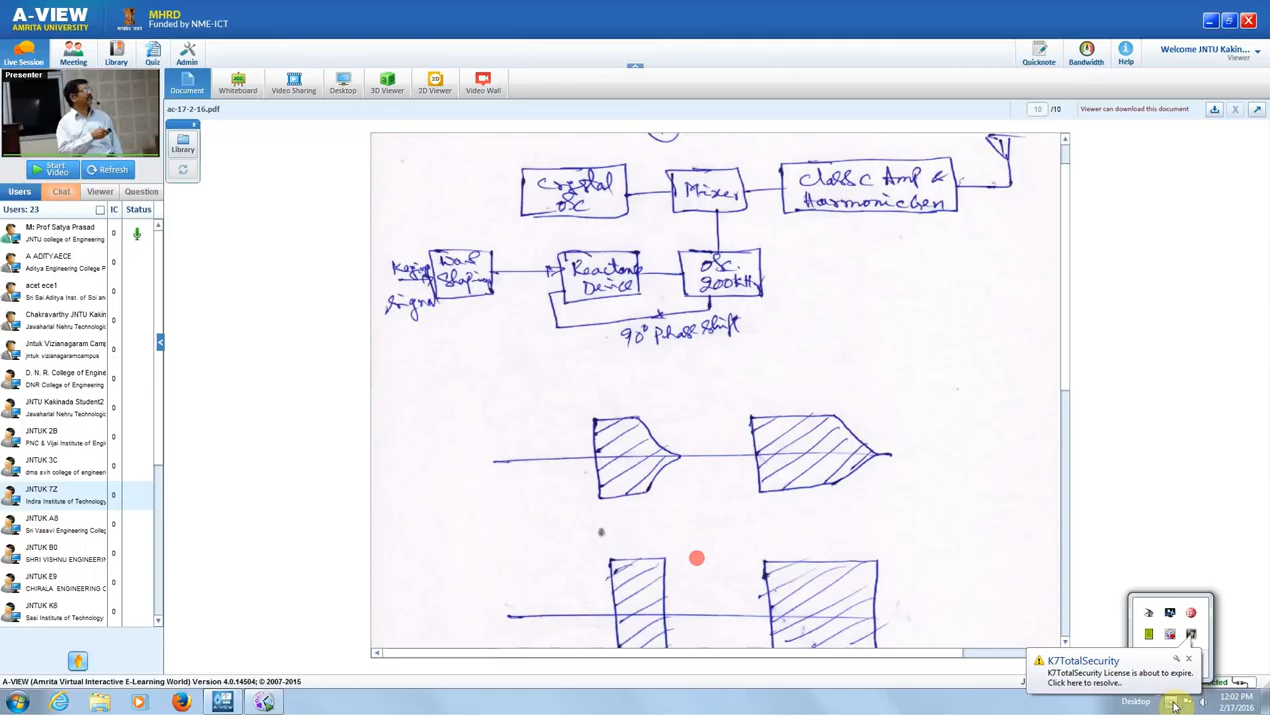 A-VIEW
AMRITA UNIVERSITY
MHRD
Funded by NME-ICT
Live Session
Meeting
Library
Quiz
Admin
Quicknote
Bandwidth
Help
Welcome JNTU Kakin...
Viewer
Presenter
Document
Whiteboard
Video Sharing
Desktop
3D Viewer
2D Viewer
Video Wall
ac-17-2-16.pdf
10 /10
Viewer can download this document
Library
Start Video
Refresh
Users
Chat
Viewer
Question
Users: 23
IC
Status
M: Prof Satya Prasad
JNTU college of Engineering
A ADITYAECE
Aditya Engineering College P
acet ece1
Sri Sai Aditya Inst. of Sci and
Chakravarthy JNTU Kakin
Jawaharlal Nehru Technologic
Jntuk Vizianagaram Camp
jntuk vizianagaramcampus
D. N. R. College of Engine
DNR College of Engineering
JNTU Kakinada Student2
Jawaharlal Nehru Technologic
JNTUK 2B
PNC & Vijai Institute of Engin
JNTUK 3C
dms svh college of engineeri
JNTUK 7Z
Indira Institute of Technology
JNTUK A8
Sri Vasavi Engineering Colleg
JNTUK B0
SHRI VISHNU ENGINEERIN
JNTUK E9
CHIRALA ENGINEERING C
JNTUK K6
Sasi Institute of Technology
Crystal
OSC
Mixer
Class C Amp &
Harmonic Gen
Keying
Signal
Wave
Shaping
Reactance
Device
OSC.
200kHz
90° Phase Shift
K7TotalSecurity
K7TotalSecurity License is about to expire.
Click here to resolve..
A-VIEW (Amrita Virtual Interactive E-Learning World) Version 4.0.14504; © 2007-2015
Desktop
12:02 PM
2/17/2016